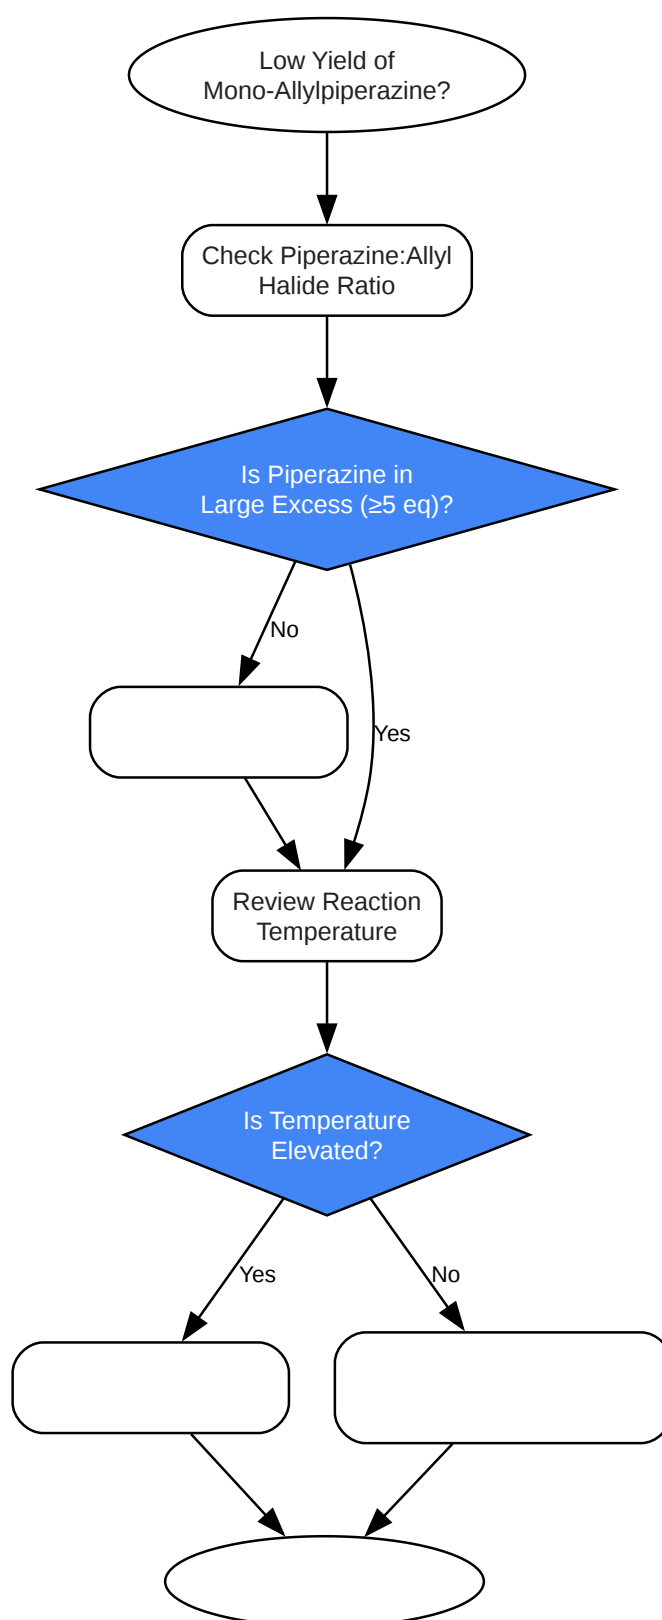 Low Yield of
Mono-Allylpiperazine?
Check Piperazine:Allyl
Halide Ratio
Is Piperazine in
Large Excess (≥5 eq)?
No
Yes
Review Reaction
Temperature
Is Temperature
Elevated?
Yes
No